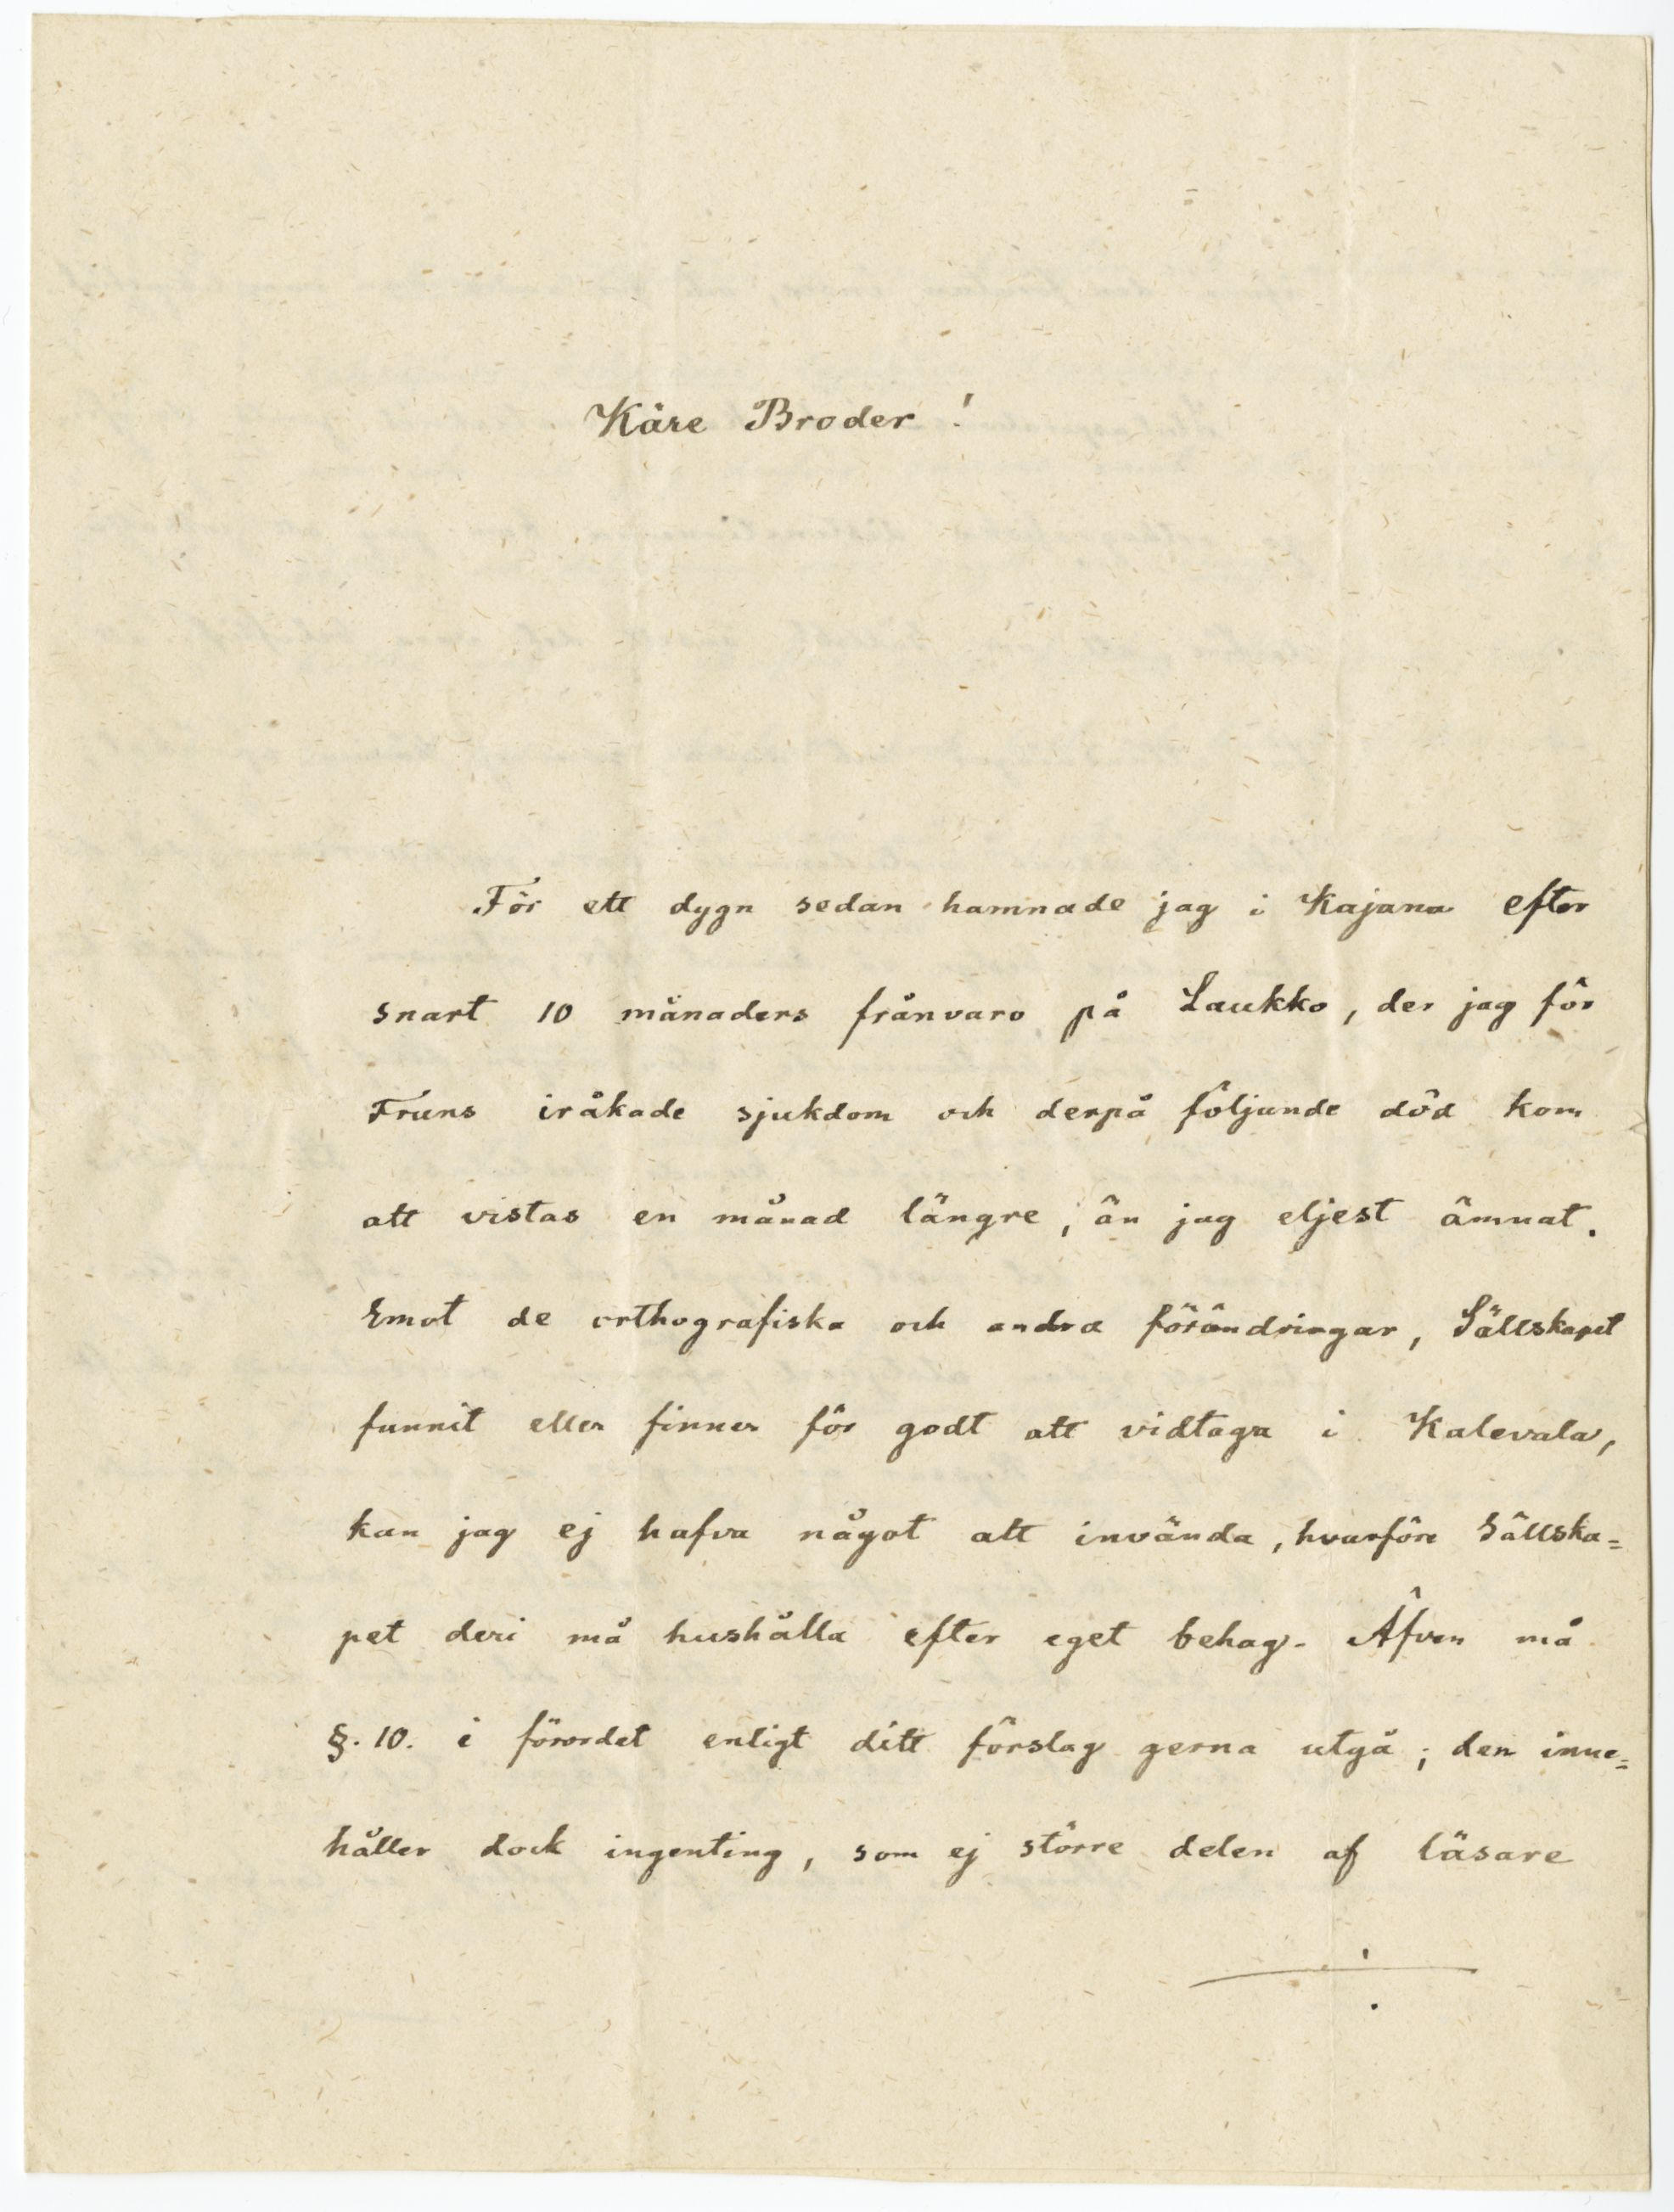 Käre Broder!
För ett dygn sedan hamnade jag i Kajana efter
snart 10 månaders frånvaro på Laukko, der jag för
Fruns iråkade sjukdom och derpå följande död kom
att vistas en månad längre, än jag eljest ämnat.
Emot de orthografiska och andra förändringar, Sällskapet
funnit eller finner för godt att vidtaga i Kalevala,
kan jag ej hafva något att invända, hvarföre Sällska=
pet deri må hushålla efter eget behag. Äfven må
§. 10. i förordet enligt ditt förslag gerna utgå; den inne=
håller dock ingenting, som ej större delen af läsare